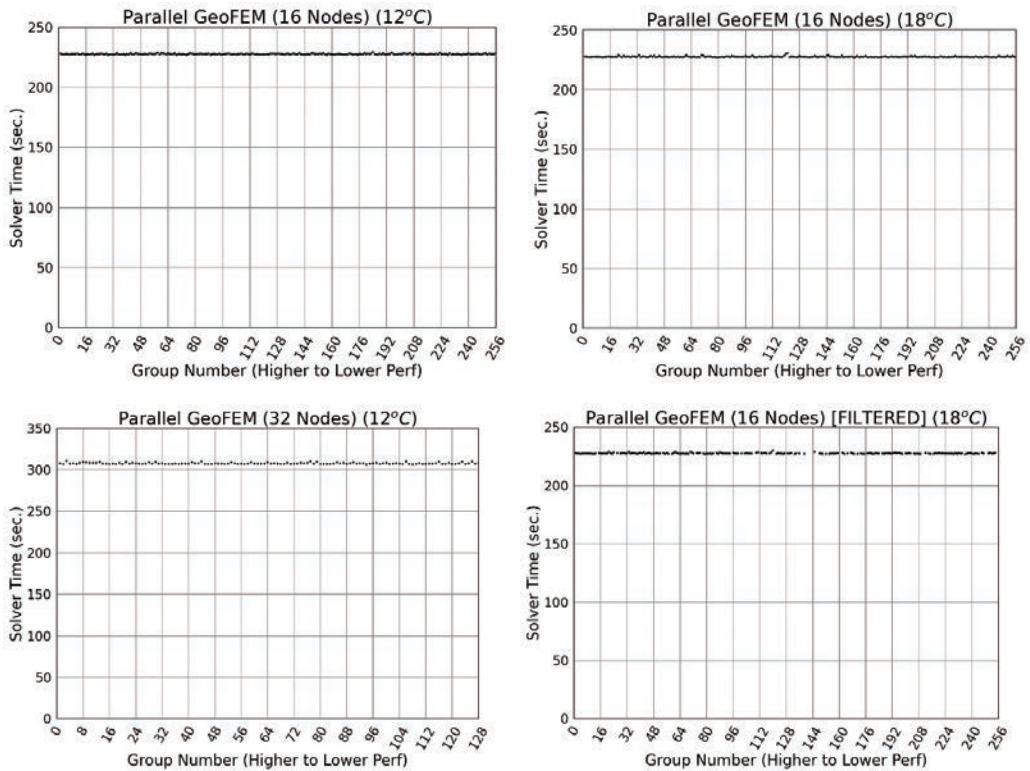 Parallel GeoFEM (16 Nodes) (12°C)
Solver Time (sec.)
250
200
150
100
50
0
0 16 32 48 64 80 96 112 128 144 160 176 192 208 224 240 256
Group Number (Higher to Lower Perf)
Parallel GeoFEM (16 Nodes) (18°C)
Solver Time (sec.)
250
200
150
100
50
0
0 16 32 48 64 80 96 112 128 144 160 176 192 208 224 240 256
Group Number (Higher to Lower Perf)
Parallel GeoFEM (32 Nodes) (12°C)
Solver Time (sec.)
350
300
250
200
150
100
50
0
0 8 16 24 32 40 48 56 64 72 80 88 96 104 112 120 128
Group Number (Higher to Lower Perf)
Parallel GeoFEM (16 Nodes) [FILTERED] (18°C)
Solver Time (sec.)
250
200
150
100
50
0
0 16 32 48 64 80 96 112 128 144 160 176 192 208 224 240 256
Group Number (Higher to Lower Perf)